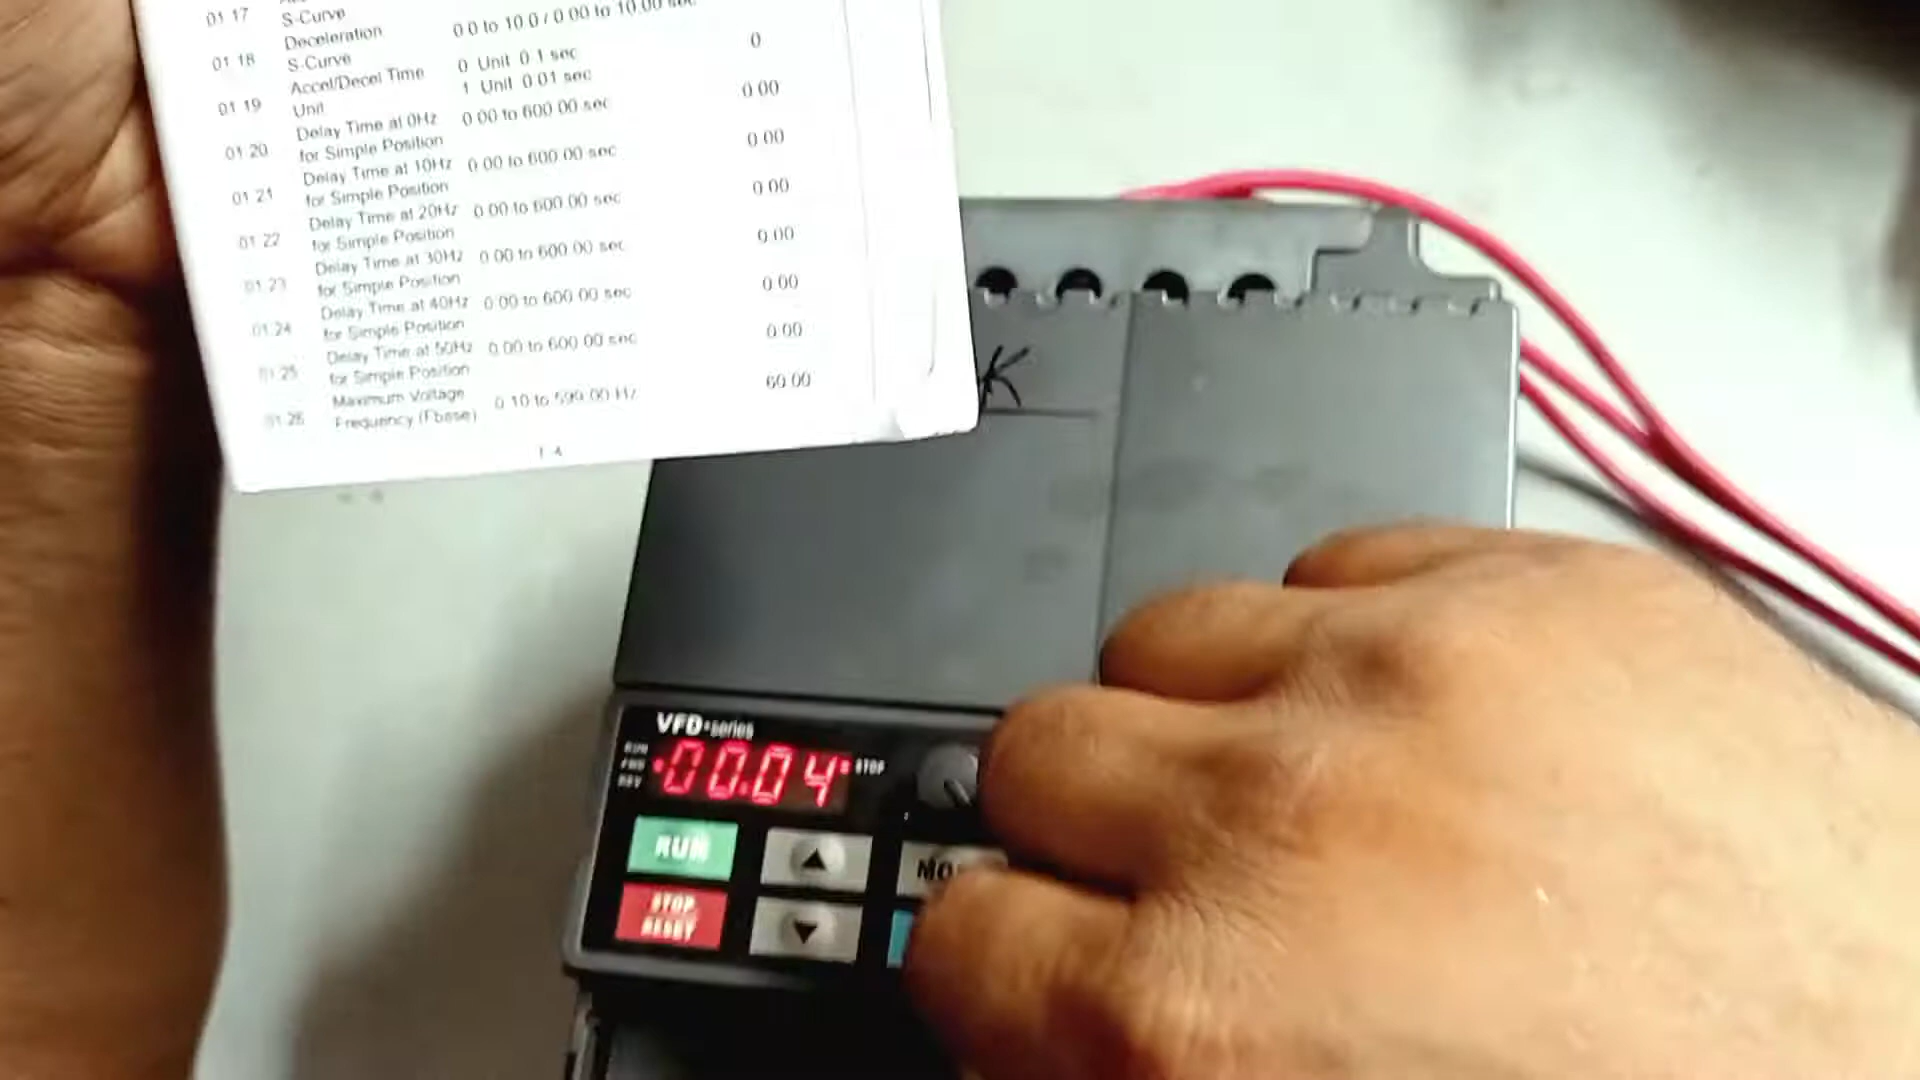 01 17 S-Curve
Deceleration 0 0 to 10 0 / 0 00 to 10.00 sec
01 18 S-Curve
Accel/Decel Time 0 Unit 0 1 sec 0
01 19 Unit 1 Unit 0 01 sec
Delay Time at 0Hz 0 00 to 600 00 sec 0 00
01 20 for Simple Position
Delay Time at 10Hz 0 00 to 600 00 sec 0 00
01 21 for Simple Position
Delay Time at 20Hz 0 00 to 600 00 sec 0 00
01 22 for Simple Position
Delay Time at 30Hz 0 00 to 600 00 sec 0 00
01 23 for Simple Position
Delay Time at 40Hz 0 00 to 600 00 sec 0 00
01 24 for Simple Position
Delay Time at 50Hz 0 00 to 600 00 sec 0 00
01 25 for Simple Position
Maximum Voltage 0 10 to 599 00 Hz 60 00
01 26 Frequency (Fbase)
1 4
VFD-series
RUN
FWD
REV
00.04
STOP
RUN
STOP
RESET